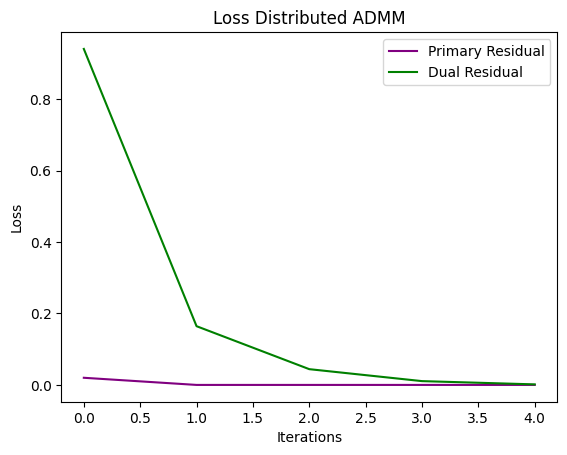 Loss Distributed ADMM
Primary Residual
Dual Residual
Loss
0.8
0.6
0.4
0.2
0.0
0.0 0.5 1.0 1.5 2.0 2.5 3.0 3.5 4.0
Iterations